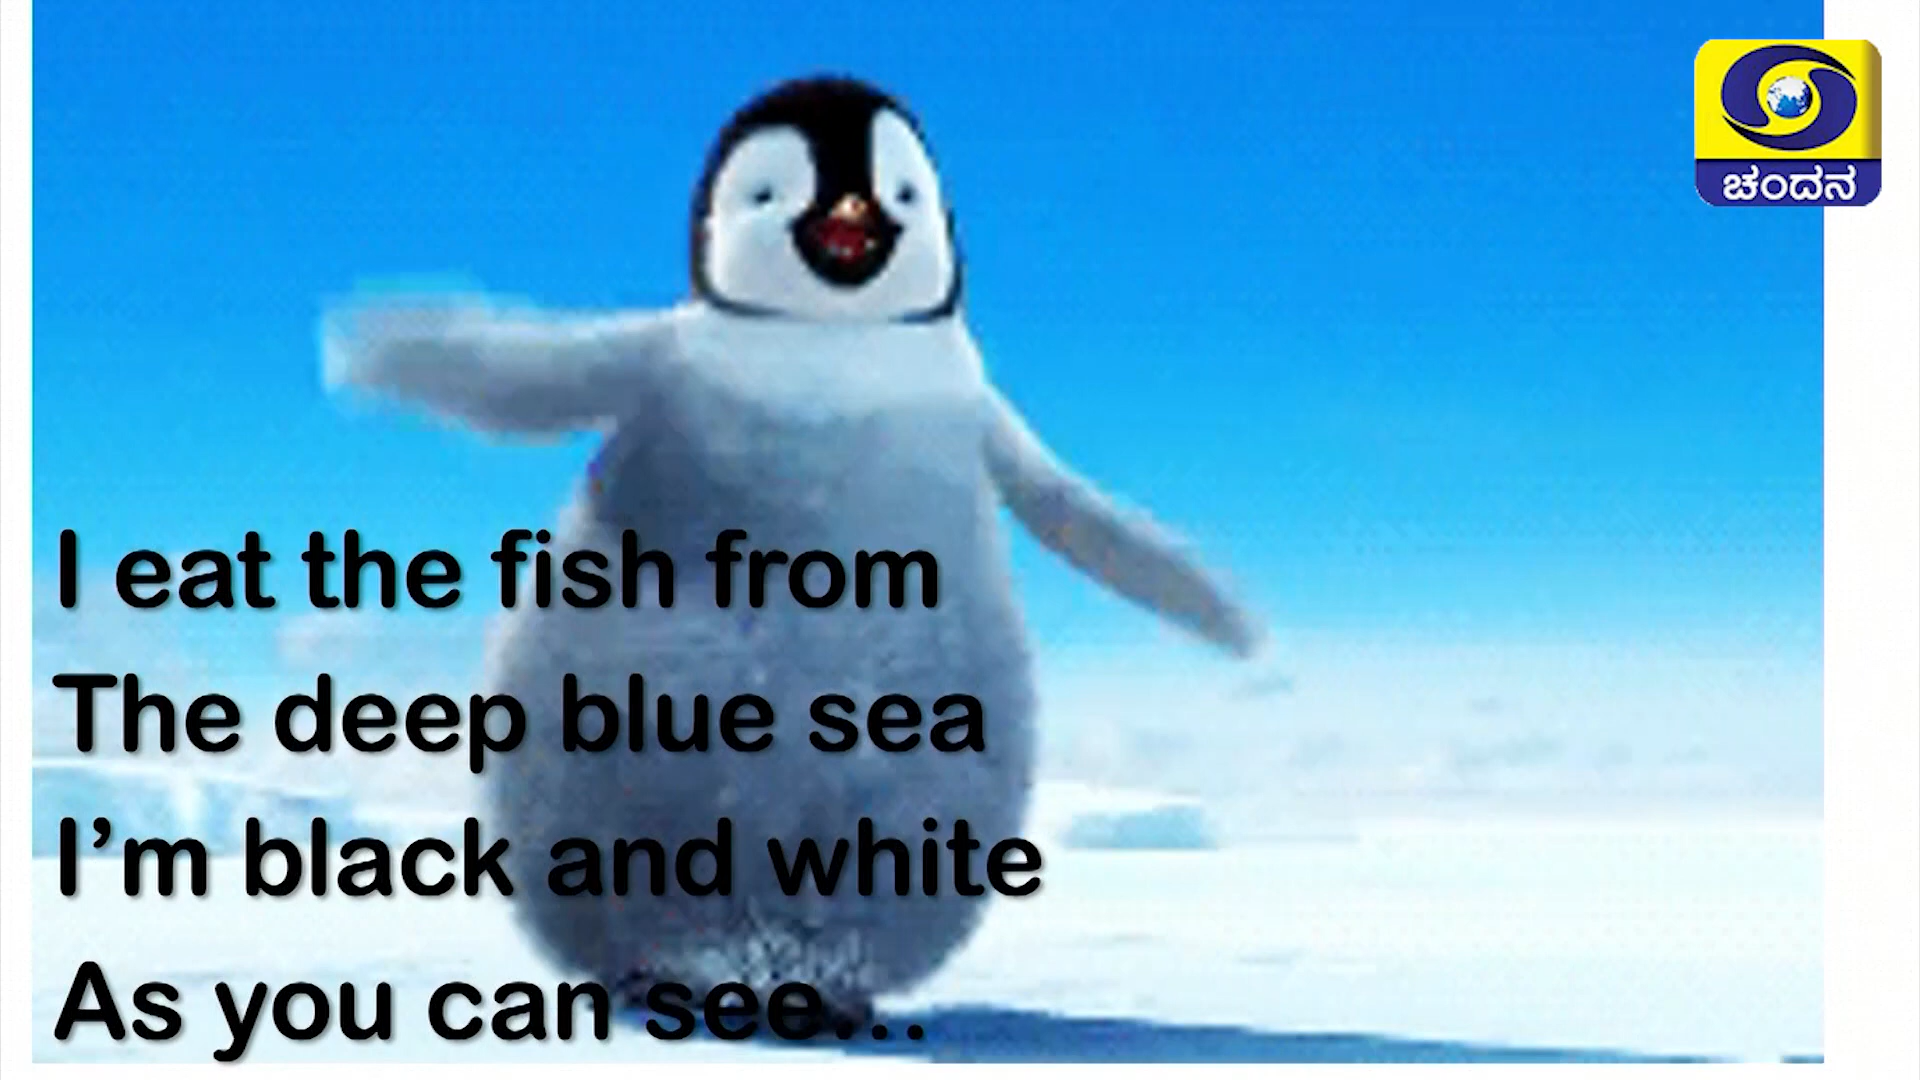 ಚಂದನ
I eat the fish from
The deep blue sea
I’m black and white
As you can see...